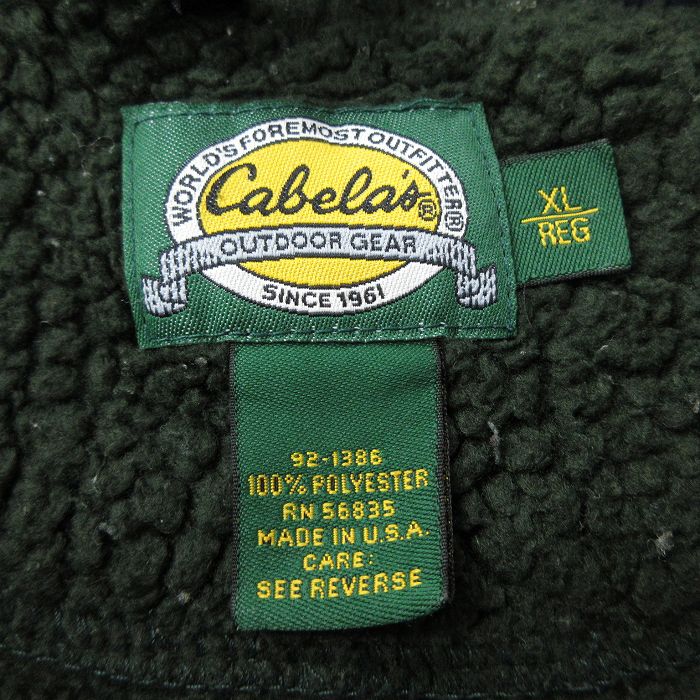 WORLD'S FOREMOST OUTFITTER®
Cabela's®
OUTDOOR GEAR
SINCE 1961
XL
REG
92-1386
100% POLYESTER
RN 56835
MADE IN U.S.A.
CARE:
SEE REVERSE